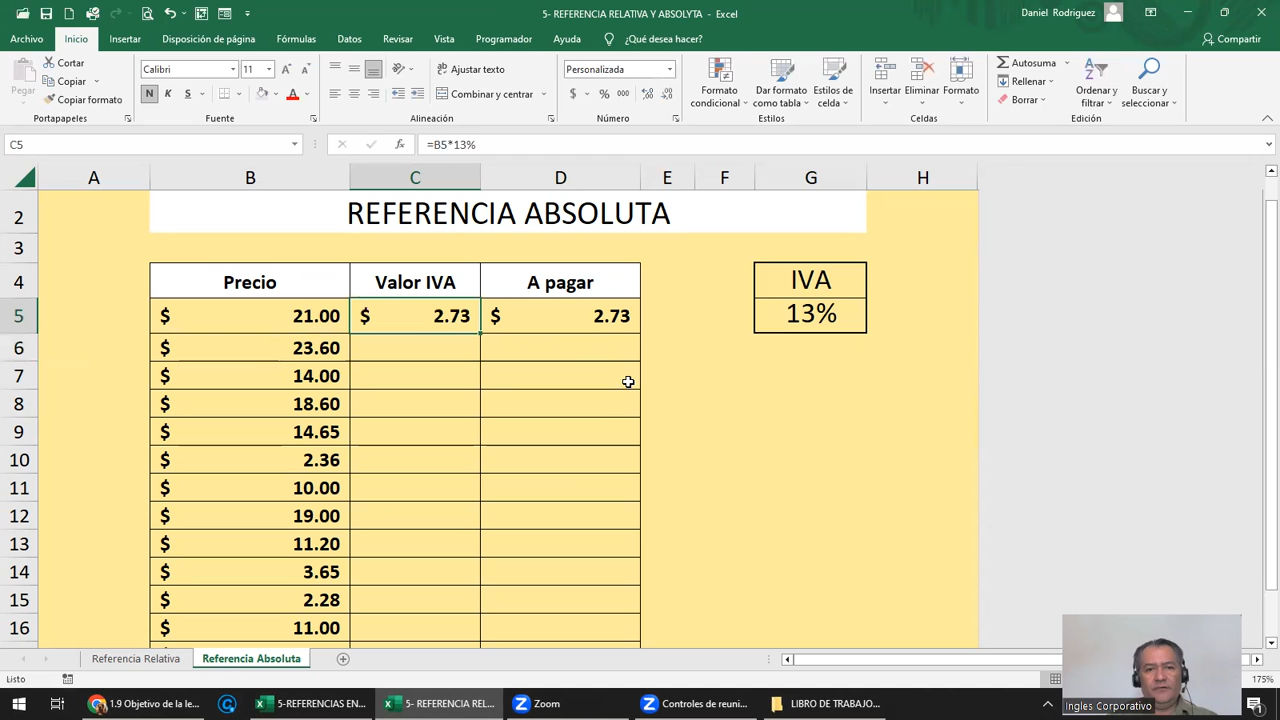 5- REFERENCIA RELATIVA Y ABSOLYTA - Excel
Daniel Rodriguez
Archivo Inicio Insertar Disposición de página Fórmulas Datos Revisar Vista Programador Ayuda ¿Qué desea hacer? Compartir
Pegar
Cortar
Copiar
Copiar formato
Portapapeles
Calibri 11
N K S
Fuente
Ajustar texto
Combinar y centrar
Alineación
Personalizada
$ % 000
Número
Formato condicional
Dar formato como tabla
Estilos de celda
Estilos
Insertar Eliminar Formato
Celdas
Autosuma
Rellenar
Borrar
Ordenar y filtrar
Buscar y seleccionar
Edición
C5 fx =B5*13%
A B C D E F G H
2 REFERENCIA ABSOLUTA
3
4 Precio Valor IVA A pagar IVA
5 $ 21.00 $ 2.73 $ 2.73 13%
6 $ 23.60
7 $ 14.00
8 $ 18.60
9 $ 14.65
10 $ 2.36
11 $ 10.00
12 $ 19.00
13 $ 11.20
14 $ 3.65
15 $ 2.28
16 $ 11.00
Referencia Relativa Referencia Absoluta
Listo 175%
Ingles Corporativo
1.9 Objetivo de la le... 5-REFERENCIAS EN... 5- REFERENCIA REL... Zoom Controles de reuni... LIBRO DE TRABAJO...